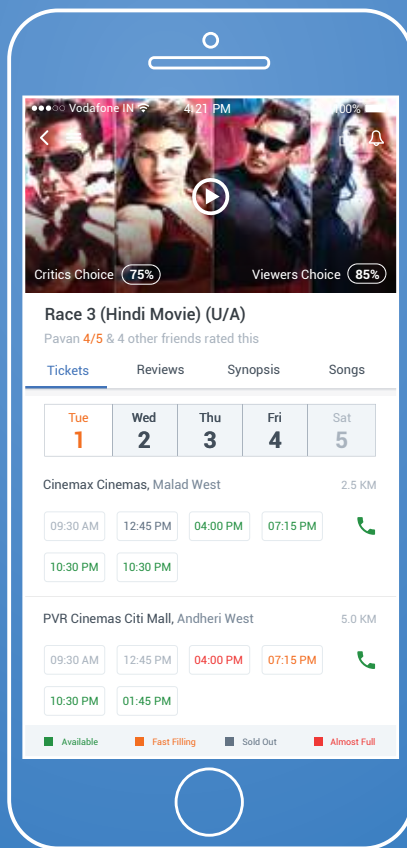 Vodafone IN 4:21 PM 100%
Critics Choice 75% Viewers Choice 85%
Race 3 (Hindi Movie) (U/A)
Pavan 4/5 & 4 other friends rated this
Tickets Reviews Synopsis Songs
Tue Wed Thu Fri Sat
1 2 3 4 5
Cinemax Cinemas, Malad West 2.5 KM
09:30 AM 12:45 PM 04:00 PM 07:15 PM
10:30 PM 10:30 PM
PVR Cinemas Citi Mall, Andheri West 5.0 KM
09:30 AM 12:45 PM 04:00 PM 07:15 PM
10:30 PM 01:45 PM
Available Fast Filling Sold Out Almost Full